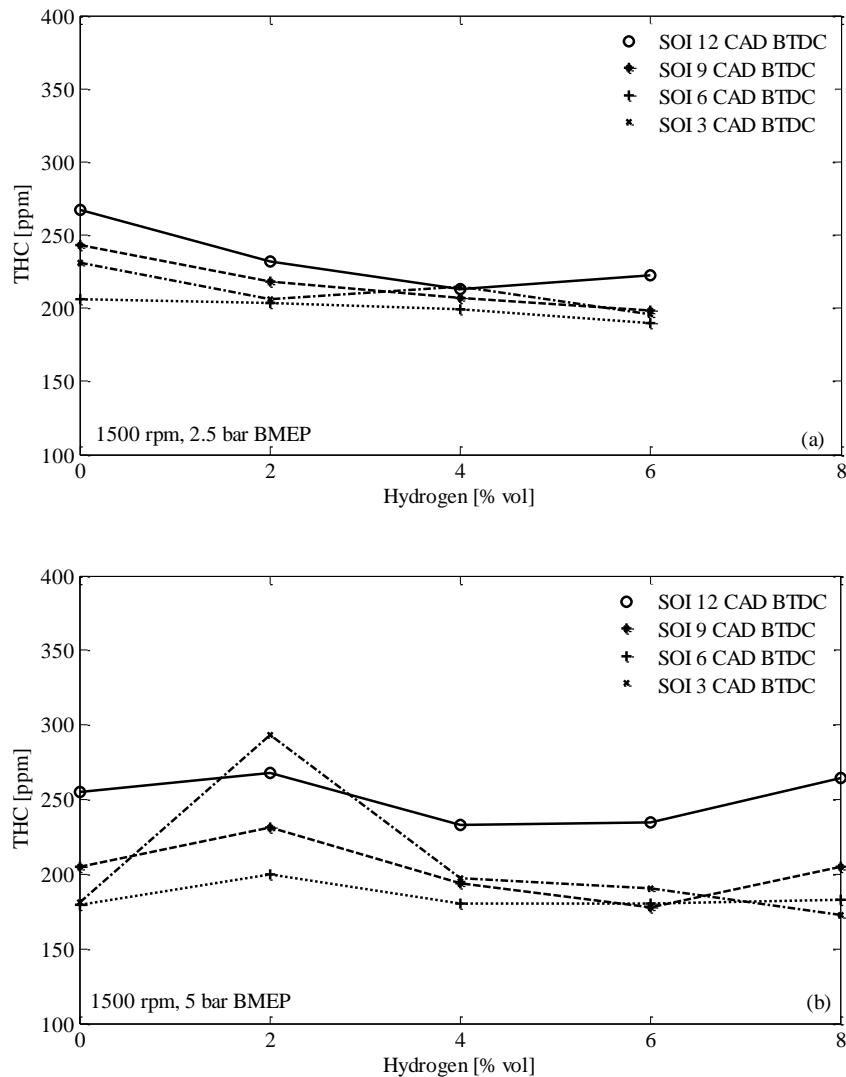 400
SOI 12 CAD BTDC
SOI 9 CAD BTDC
350
SOI 6 CAD BTDC
SOI 3 CAD BTDC
300
THC [ppm]
250
200
150
1500 rpm, 2.5 bar BMEP
(a)
100
0 2 4 6 8
Hydrogen [% vol]
400
SOI 12 CAD BTDC
SOI 9 CAD BTDC
350
SOI 6 CAD BTDC
SOI 3 CAD BTDC
300
THC [ppm]
250
200
150
1500 rpm, 5 bar BMEP
(b)
100
0 2 4 6 8
Hydrogen [% vol]